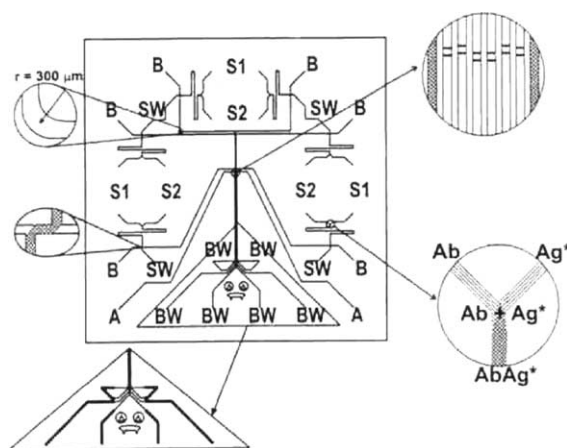 r = 300 μm
B S1 B
B SW S2 SW B
S1 S2 S2 S1
BW BW
B SW SW B
A BW BW BW BW A
Ab Ag*
Ab + Ag*
AbAg*